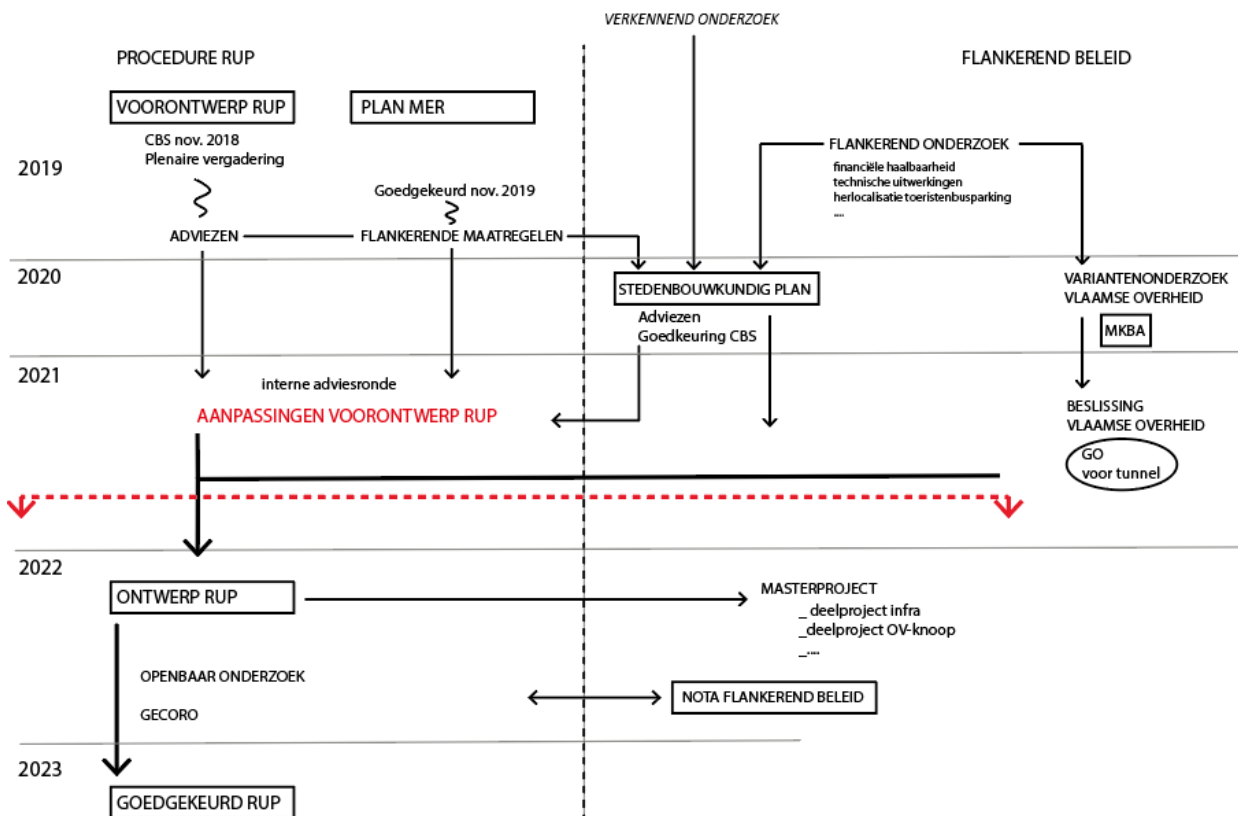 VERKENNEND ONDERZOEK
PROCEDURE RUP
FLANKEREND BELEID
VOORONTWERP RUP
PLAN MER
CBS nov. 2018
Plenaire vergadering
2019
FLANKEREND ONDERZOEK
financiële haalbaarheid
technische uitwerkingen
herlocalisatie toeristenbusparking
....
Goedgekeurd nov. 2019
ADVIEZEN
FLANKERENDE MAATREGELEN
2020
STEDENBOUWKUNDIG PLAN
Adviezen
Goedkeuring CBS
VARIANTENONDERZOEK
VLAAMSE OVERHEID
MKBA
2021
interne adviesronde
AANPASSINGEN VOORONTWERP RUP
BESLISSING
VLAAMSE OVERHEID
GO
voor tunnel
2022
ONTWERP RUP
MASTERPROJECT
_ deelproject infra
_deelproject OV-knoop
_....
OPENBAAR ONDERZOEK
GECORO
NOTA FLANKEREND BELEID
2023
GOEDGEKEURD RUP